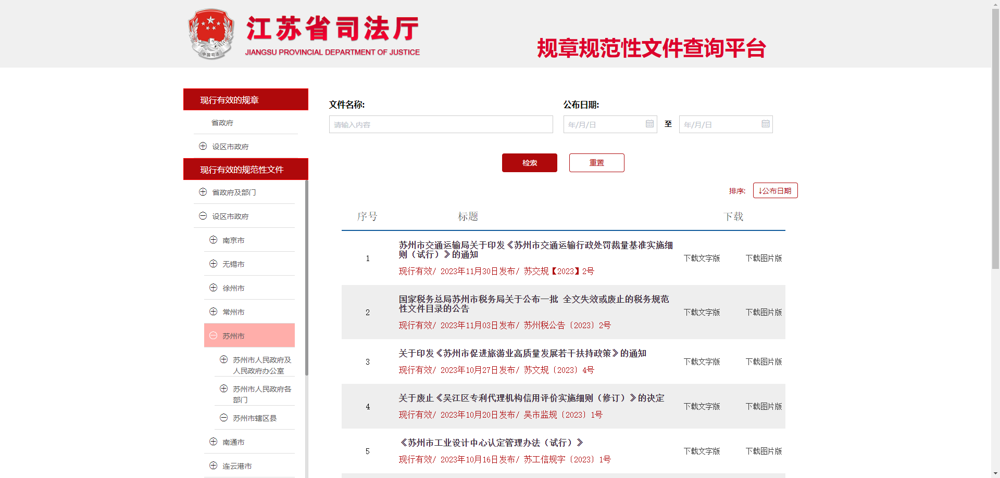 江苏省司法厅
JIANGSU PROVINCIAL DEPARTMENT OF JUSTICE
中国司法
规章规范性文件查询平台
现行有效的规章
省政府
设区市政府
现行有效的规范性文件
省政府及部门
设区市政府
南京市
无锡市
徐州市
常州市
苏州市
苏州市人民政府及
人民政府办公室
苏州市人民政府各
部门
苏州市辖区县
南通市
连云港市
文件名称:
请输入内容
公布日期:
年/月/日
至
年/月/日
检索
重置
排序:
↓公布日期
序号
标题
下载
1
苏州市交通运输局关于印发《苏州市交通运输行政处罚裁量基准实施细
则（试行）》的通知
现行有效/ 2023年11月30日发布/ 苏交规【2023】2号
下载文字版
下载图片版
2
国家税务总局苏州市税务局关于公布一批 全文失效或废止的税务规范
性文件目录的公告
现行有效/ 2023年11月03日发布/ 苏州税公告〔2023〕2号
下载文字版
下载图片版
3
关于印发《苏州市促进旅游业高质量发展若干扶持政策》的通知
现行有效/ 2023年10月27日发布/ 苏文规〔2023〕4号
下载文字版
下载图片版
4
关于废止《吴江区专利代理机构信用评价实施细则（修订）》的决定
现行有效/ 2023年10月20日发布/ 吴市监规〔2023〕1号
下载文字版
下载图片版
5
《苏州市工业设计中心认定管理办法（试行）》
现行有效/ 2023年10月16日发布/ 苏工信规字〔2023〕1号
下载文字版
下载图片版